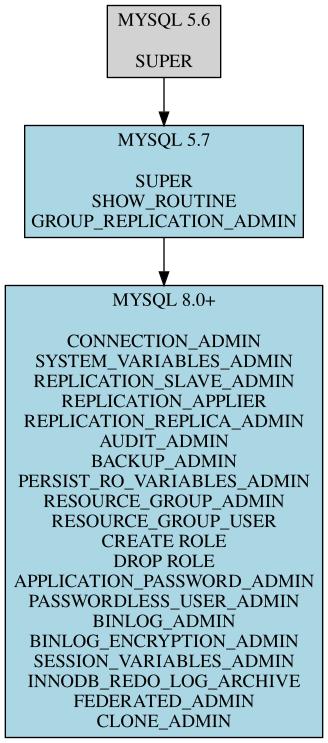 MYSQL 5.6
SUPER
MYSQL 5.7
SUPER
SHOW_ROUTINE
GROUP_REPLICATION_ADMIN
MYSQL 8.0+
CONNECTION_ADMIN
SYSTEM_VARIABLES_ADMIN
REPLICATION_SLAVE_ADMIN
REPLICATION_APPLIER
REPLICATION_REPLICA_ADMIN
AUDIT_ADMIN
BACKUP_ADMIN
PERSIST_RO_VARIABLES_ADMIN
RESOURCE_GROUP_ADMIN
RESOURCE_GROUP_USER
CREATE ROLE
DROP ROLE
APPLICATION_PASSWORD_ADMIN
PASSWORDLESS_USER_ADMIN
BINLOG_ADMIN
BINLOG_ENCRYPTION_ADMIN
SESSION_VARIABLES_ADMIN
INNODB_REDO_LOG_ARCHIVE
FEDERATED_ADMIN
CLONE_ADMIN